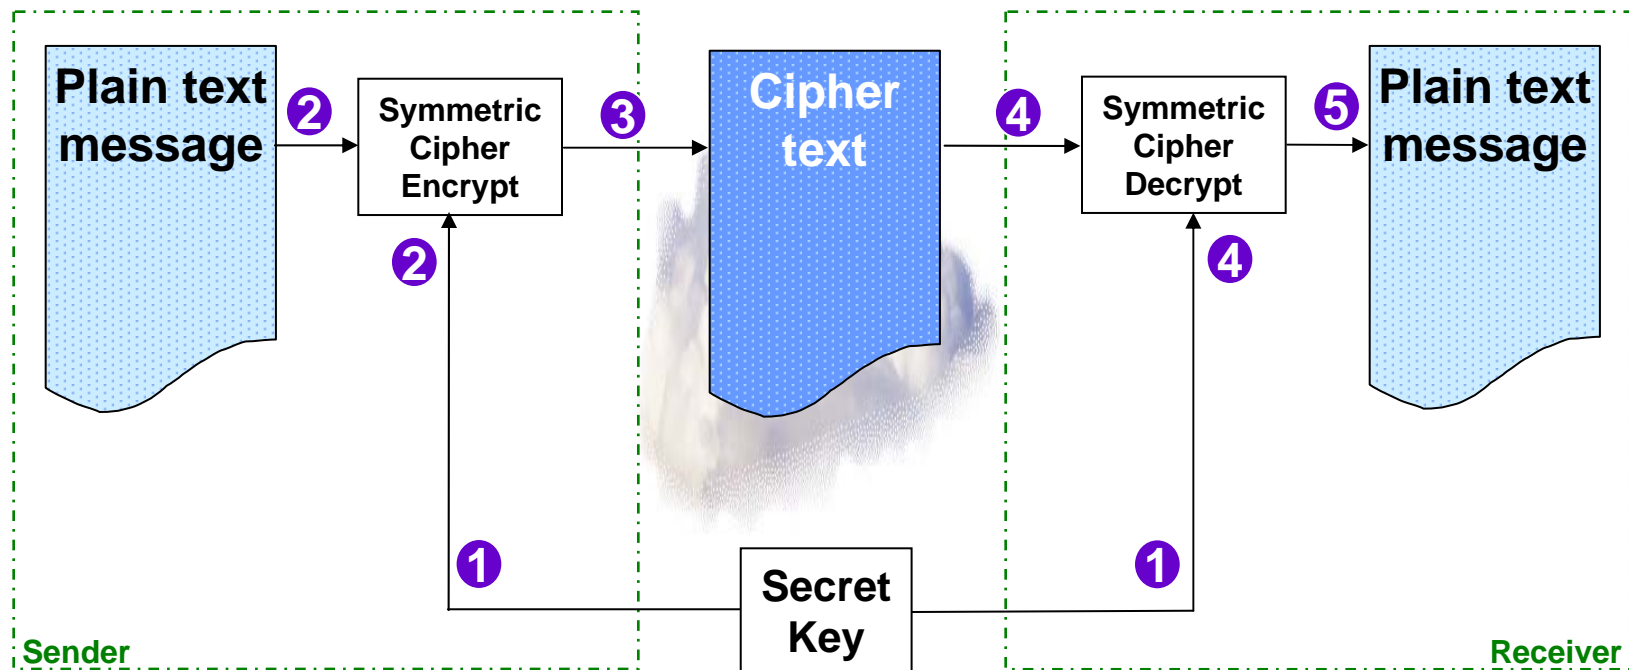 Plain text
message
2
Symmetric
Cipher
Encrypt
2
3
Cipher
text
4
Symmetric
Cipher
Decrypt
4
5
Plain text
message
1
Secret
Key
1
Sender
Receiver